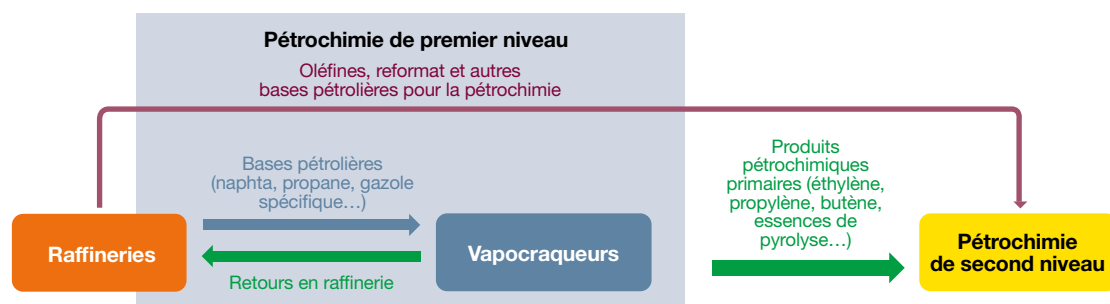 Pétrochimie de premier niveau
Oléfines, reformat et autres
bases pétrolières pour la pétrochimie
Bases pétrolières
(naphta, propane, gazole
spécifique…)
Produits
pétrochimiques
primaires (éthylène,
propylène, butène,
essences de
pyrolyse…)
Raffineries
Vapocraqueurs
Pétrochimie
de second niveau
Retours en raffinerie